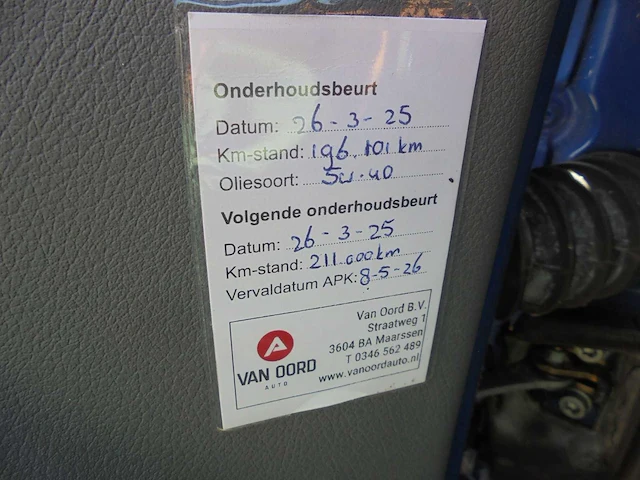 Onderhoudsbeurt
Datum: 26-3-25
Km-stand: 196.101 km
Oliesoort: 5w.40
Volgende onderhoudsbeurt
Datum: 26-3-25
Km-stand: 211.000km
Vervaldatum APK: 8-5-26
VAN OORD
AUTO
Van Oord B.V.
Straatweg 1
3604 BA Maarssen
T 0346 562 489
www.vanoordauto.nl